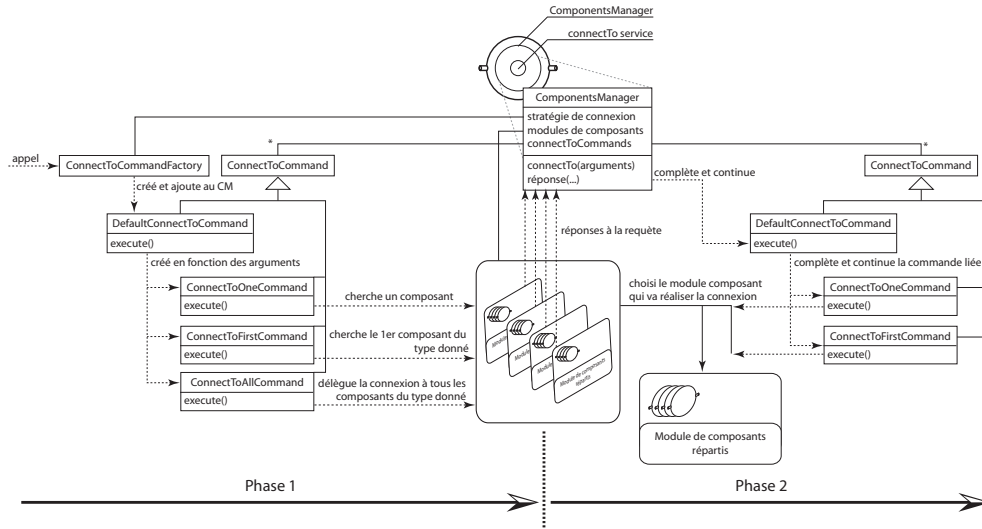 ComponentsManager
connectTo service
ComponentsManager
stratégie de connexion
modules de composants
connectToCommands
connectTo(arguments)
réponse(...)
*
*
appel
ConnectToCommandFactory
ConnectToCommand
ConnectToCommand
créé et ajoute au CM
complète et continue
DefaultConnectToCommand
execute()
DefaultConnectToCommand
execute()
réponses à la requète
créé en fonction des arguments
complète et continue la commande liée
ConnectToOneCommand
execute()
cherche un composant
choisi le module composant
qui va réaliser la connexion
ConnectToOneCommand
execute()
ConnectToFirstCommand
execute()
cherche le 1er composant du
type donné
ConnectToFirstCommand
execute()
ConnectToAllCommand
execute()
délègue la connexion à tous les
composants du type donné
Module
Module
Module
Module de composants
répartis
Module de composants
répartis
Phase 1
Phase 2